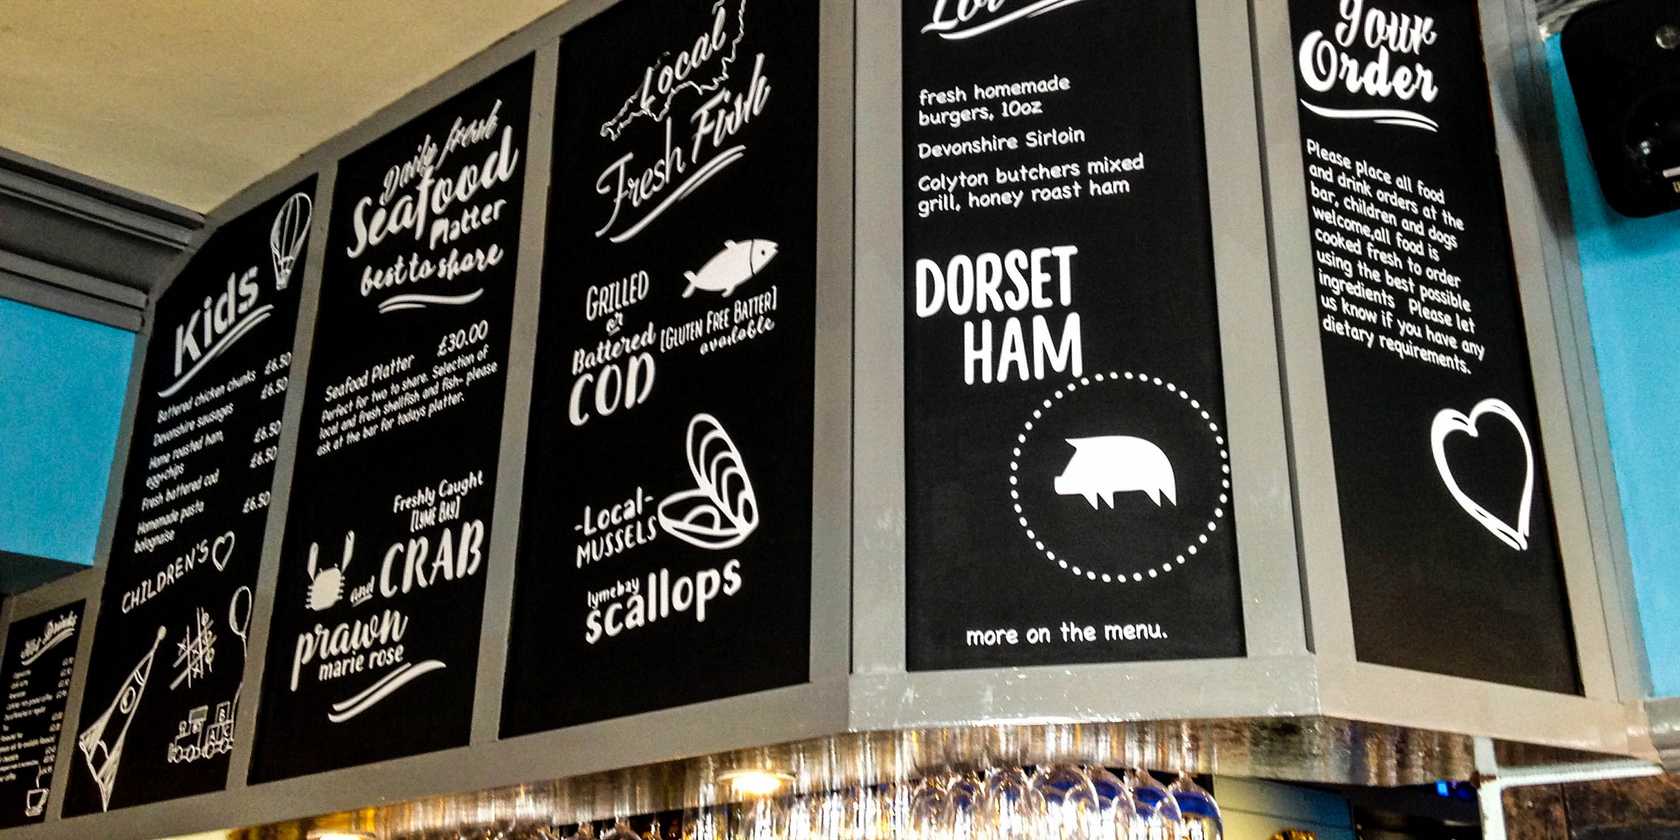 Hot Drinks
Kids
Battered chicken chunks £6.50
Devonshire sausages £6.50
Home roasted ham,
egg+chips £6.50
Fresh battered cod £6.50
Homemade pasta
bolognaise £6.50
CHILDREN'S
Daily fresh
Seafood
Platter
best to share
Seafood Platter £30.00
Perfect for two to share. Selection of
local and fresh shellfish and fish- please
ask at the bar for todays platter.
Freshly Caught
[LYME BAY]
and CRAB
prawn
marie rose
Local
Fresh Fish
GRILLED
or
Battered
COD
[GLUTEN FREE BATTER]
available
-Local-
MUSSELS
lymebay
scallops
fresh homemade
burgers, 10oz
Devonshire Sirloin
Colyton butchers mixed
grill, honey roast ham
DORSET
HAM
more on the menu.
your
Order
Please place all food
and drink orders at the
bar, children and dogs
welcome,all food is
cooked fresh to order
using the best possible
ingredients Please let
us know if you have any
dietary requirements.